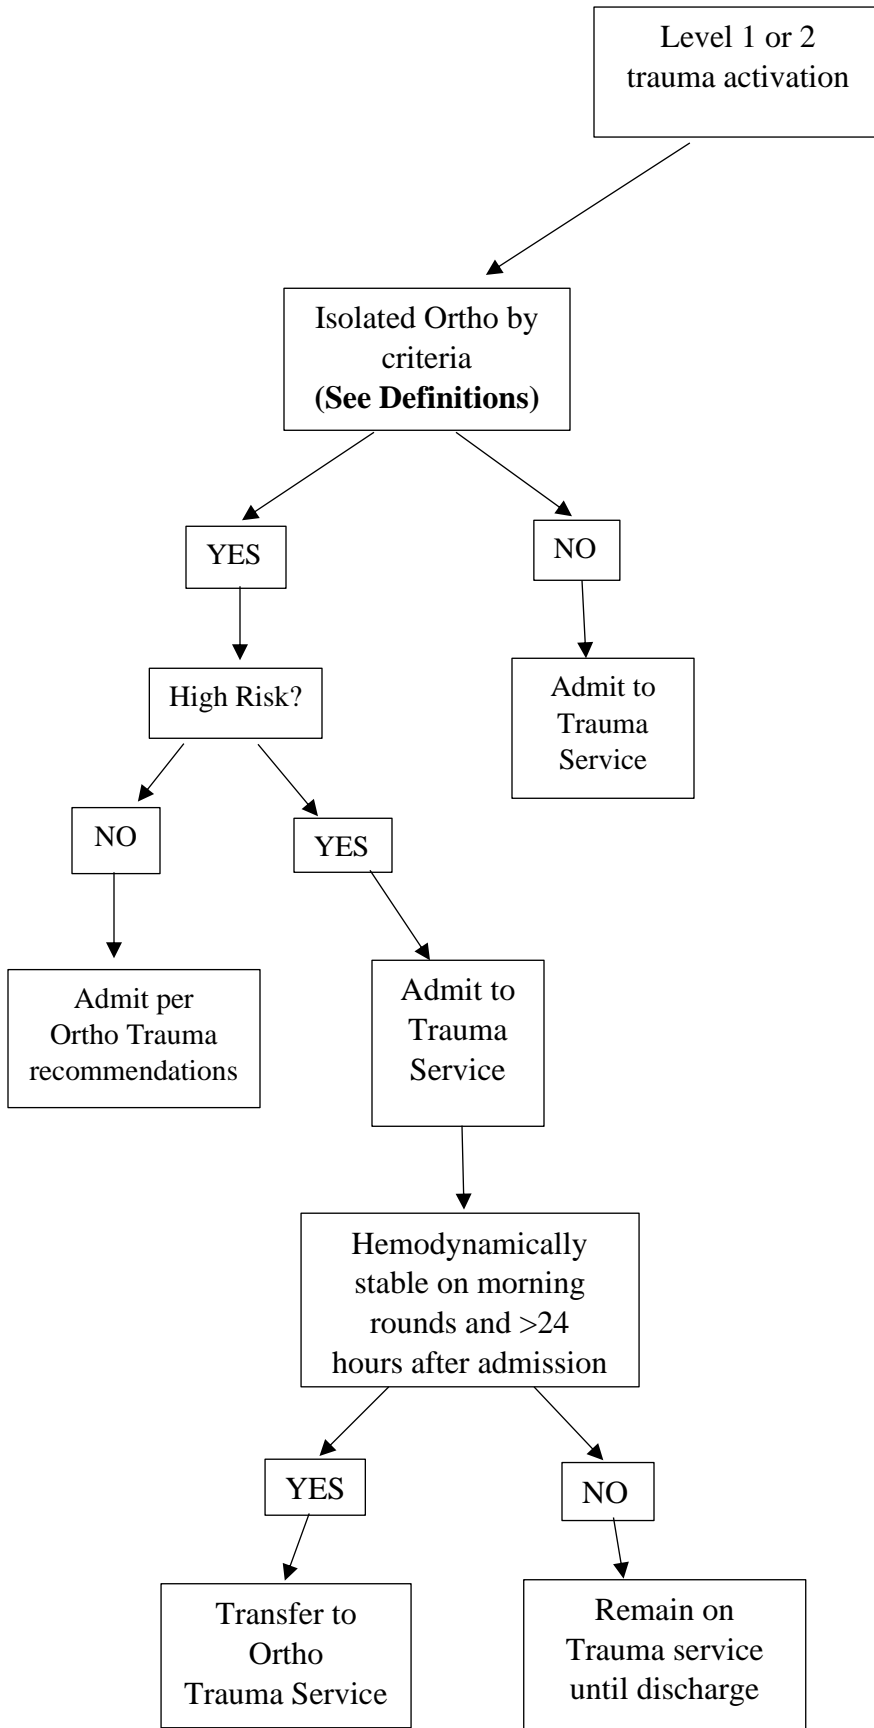 Level 1 or 2
trauma activation
Isolated Ortho by
criteria
(See Definitions)
YES
NO
High Risk?
Admit to
Trauma
Service
NO
YES
Admit per
Ortho Trauma
recommendations
Admit to
Trauma
Service
Hemodynamically
stable on morning
rounds and >24
hours after admission
YES
NO
Transfer to
Ortho
Trauma Service
Remain on
Trauma service
until discharge